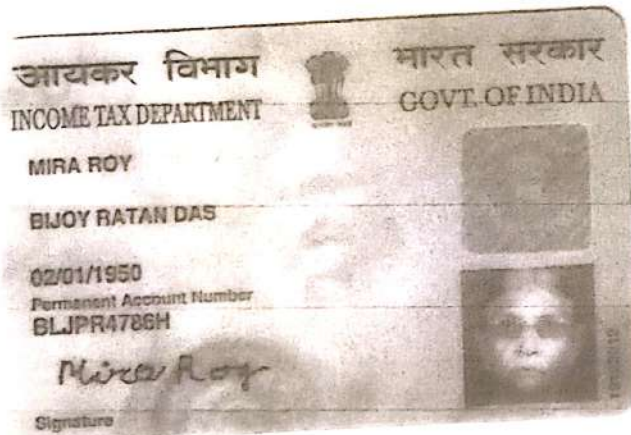 आयकर विभाग
INCOME TAX DEPARTMENT
भारत सरकार
GOVT. OF INDIA
MIRA ROY
BIJOY RATAN DAS
02/01/1950
Permanent Account Number
BLJPR4786H
Mira Roy
Signature